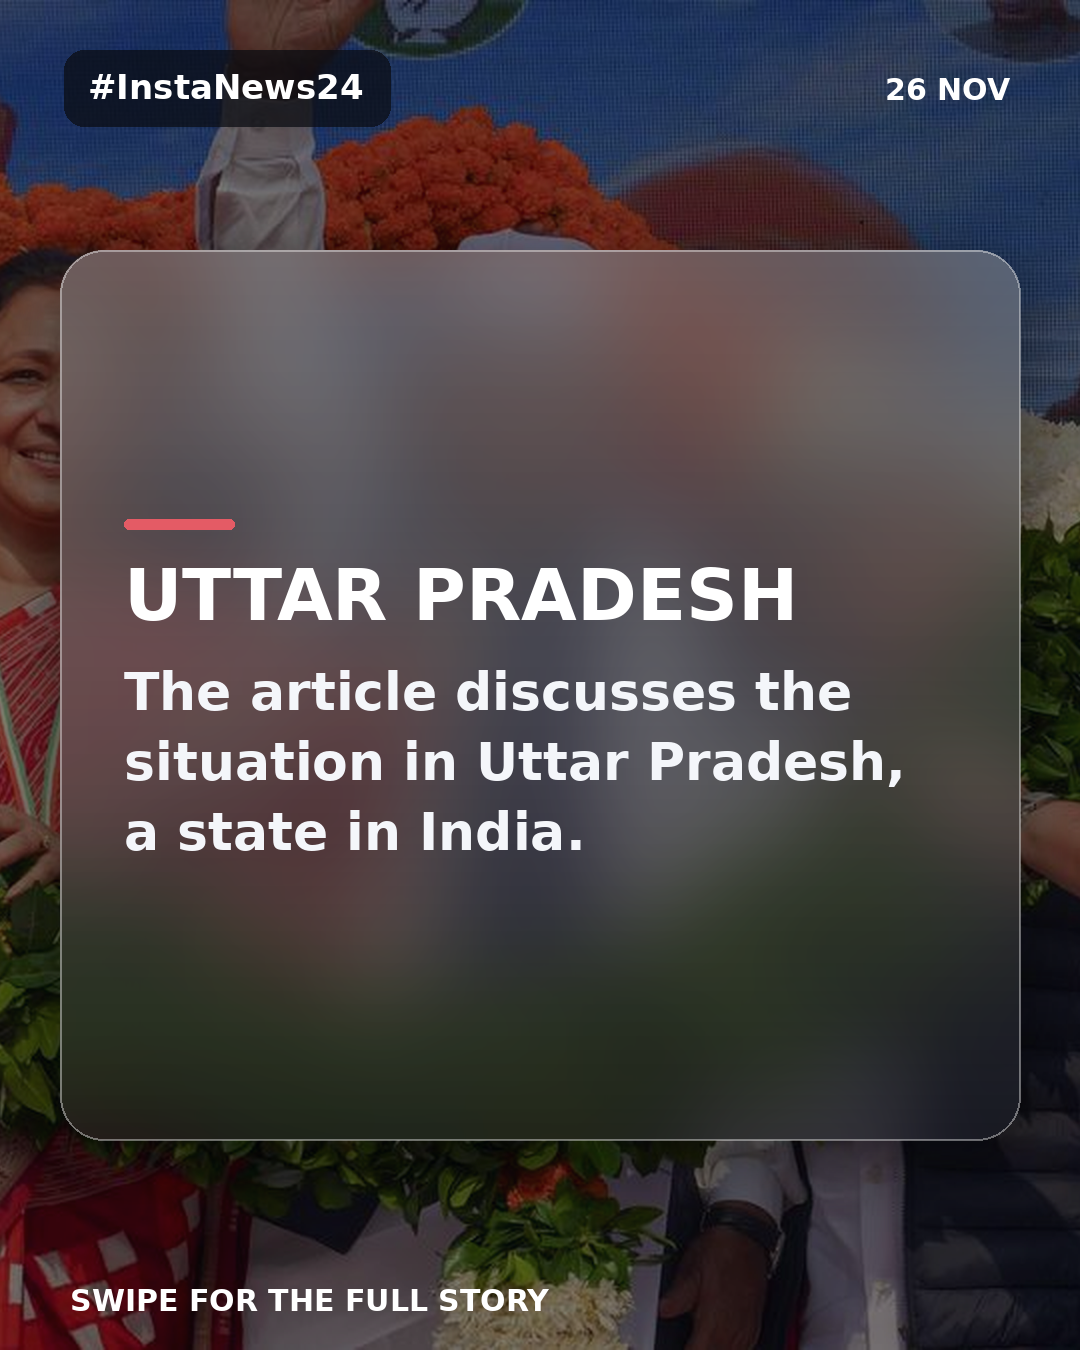 #InstaNews24
26 NOV
UTTAR PRADESH
The article discusses the
situation in Uttar Pradesh,
a state in India.
SWIPE FOR THE FULL STORY